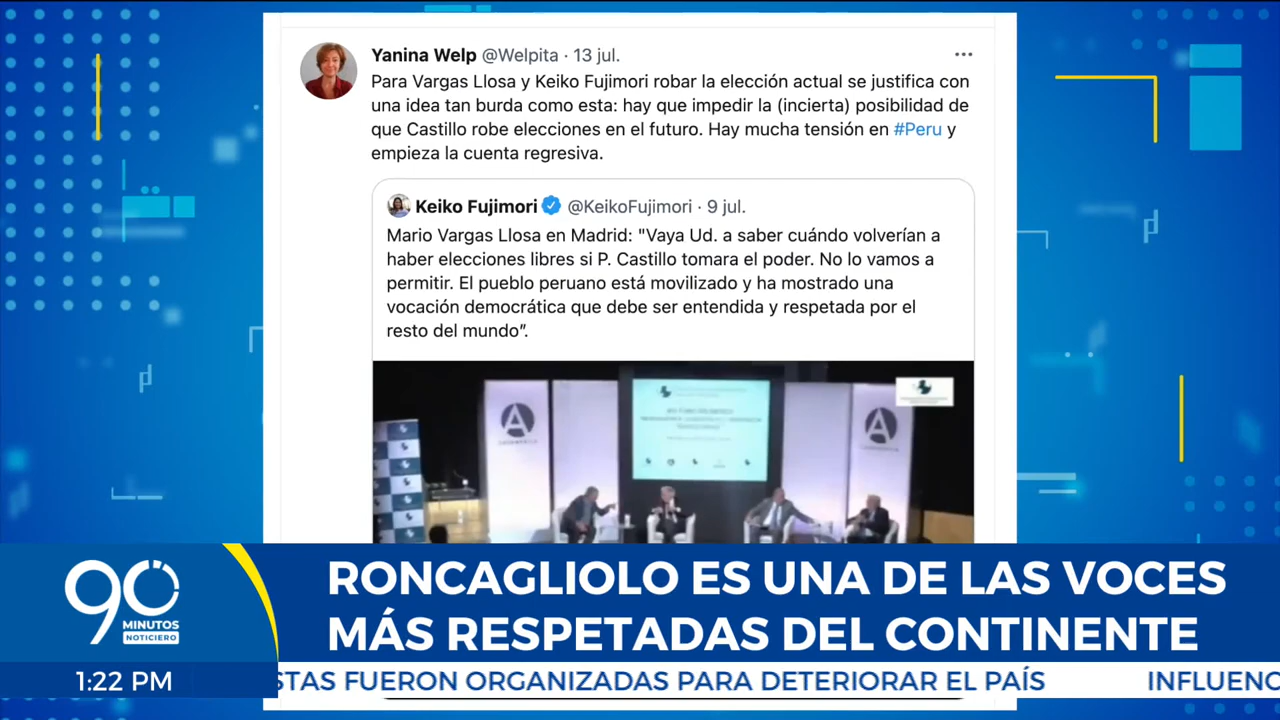 Yanina Welp @Welpita · 13 jul.
Para Vargas Llosa y Keiko Fujimori robar la elección actual se justifica con
una idea tan burda como esta: hay que impedir la (incierta) posibilidad de
que Castillo robe elecciones en el futuro. Hay mucha tensión en #Peru y
empieza la cuenta regresiva.
Keiko Fujimori @KeikoFujimori · 9 jul.
Mario Vargas Llosa en Madrid: "Vaya Ud. a saber cuándo volverían a
haber elecciones libres si P. Castillo tomara el poder. No lo vamos a
permitir. El pueblo peruano está movilizado y ha mostrado una
vocación democrática que debe ser entendida y respetada por el
resto del mundo”.
90
MINUTOS
NOTICIERO
RONCAGLIOLO ES UNA DE LAS VOCES
MÁS RESPETADAS DEL CONTINENTE
1:22 PM
STAS FUERON ORGANIZADAS PARA DETERIORAR EL PAÍS INFLUENC